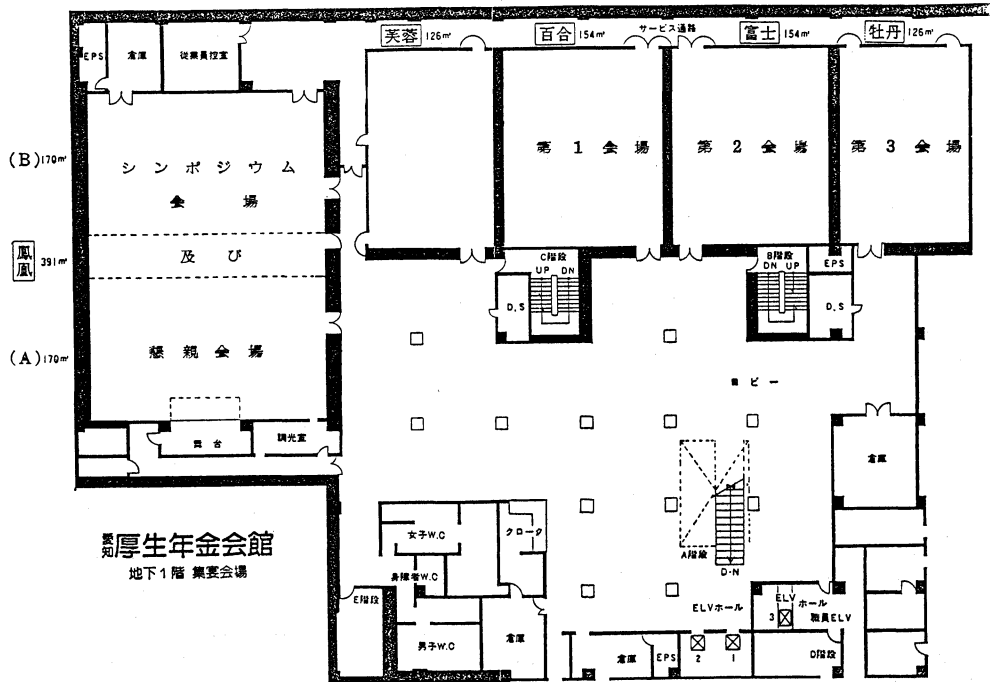 芙蓉 126㎡
百合 154㎡
サービス通路
富士 154㎡
牡丹 126㎡
EPS
倉庫
従業員控室
(B) 170㎡
シンポジウム
会場
第1会場
第2会場
第3会場
鳳凰 391㎡
及び
C階段
UP DN
D.S
B階段
DN UP
EPS
D.S
(A) 170㎡
懇親会場
ロビー
舞台
調光室
倉庫
女子W.C
クローク
愛知厚生年金会館
地下1階 集宴会場
身障者W.C
A階段
D-N
E階段
ELVホール
ELV
3
ホール
職員ELV
男子W.C
倉庫
倉庫
EPS
2
1
D階段